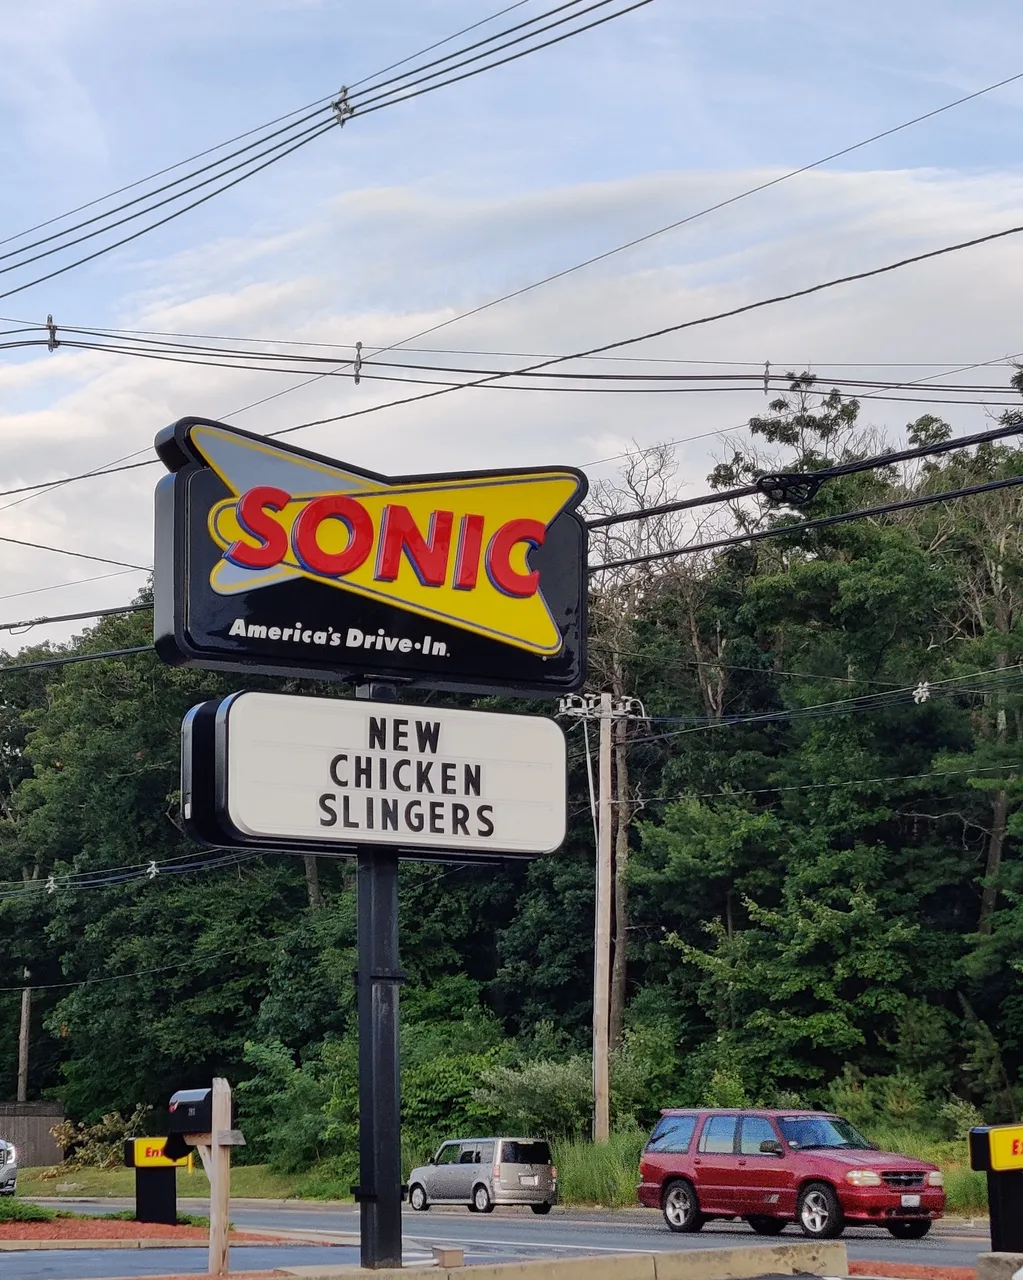 SONIC
America's Drive-In.
NEW
CHICKEN
SLINGERS